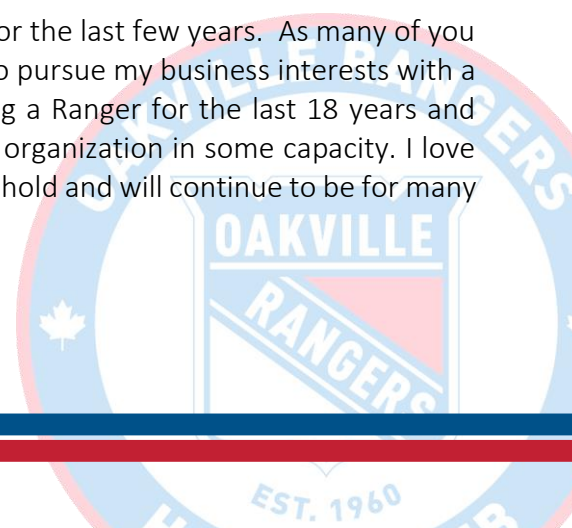 or the last few years.  As many of you
o pursue my business interests with a
g a Ranger for the last 18 years and
organization in some capacity. I love
hold and will continue to be for many
OAKVILLE RANGERS
OAKVILLE
RANGERS
EST. 1960